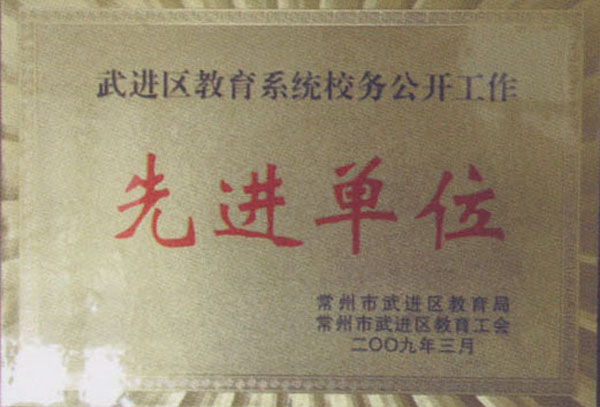 武进区教育系统校务公开工作
先进单位
常州市武进区教育局
常州市武进区教育工会
二〇〇九年三月